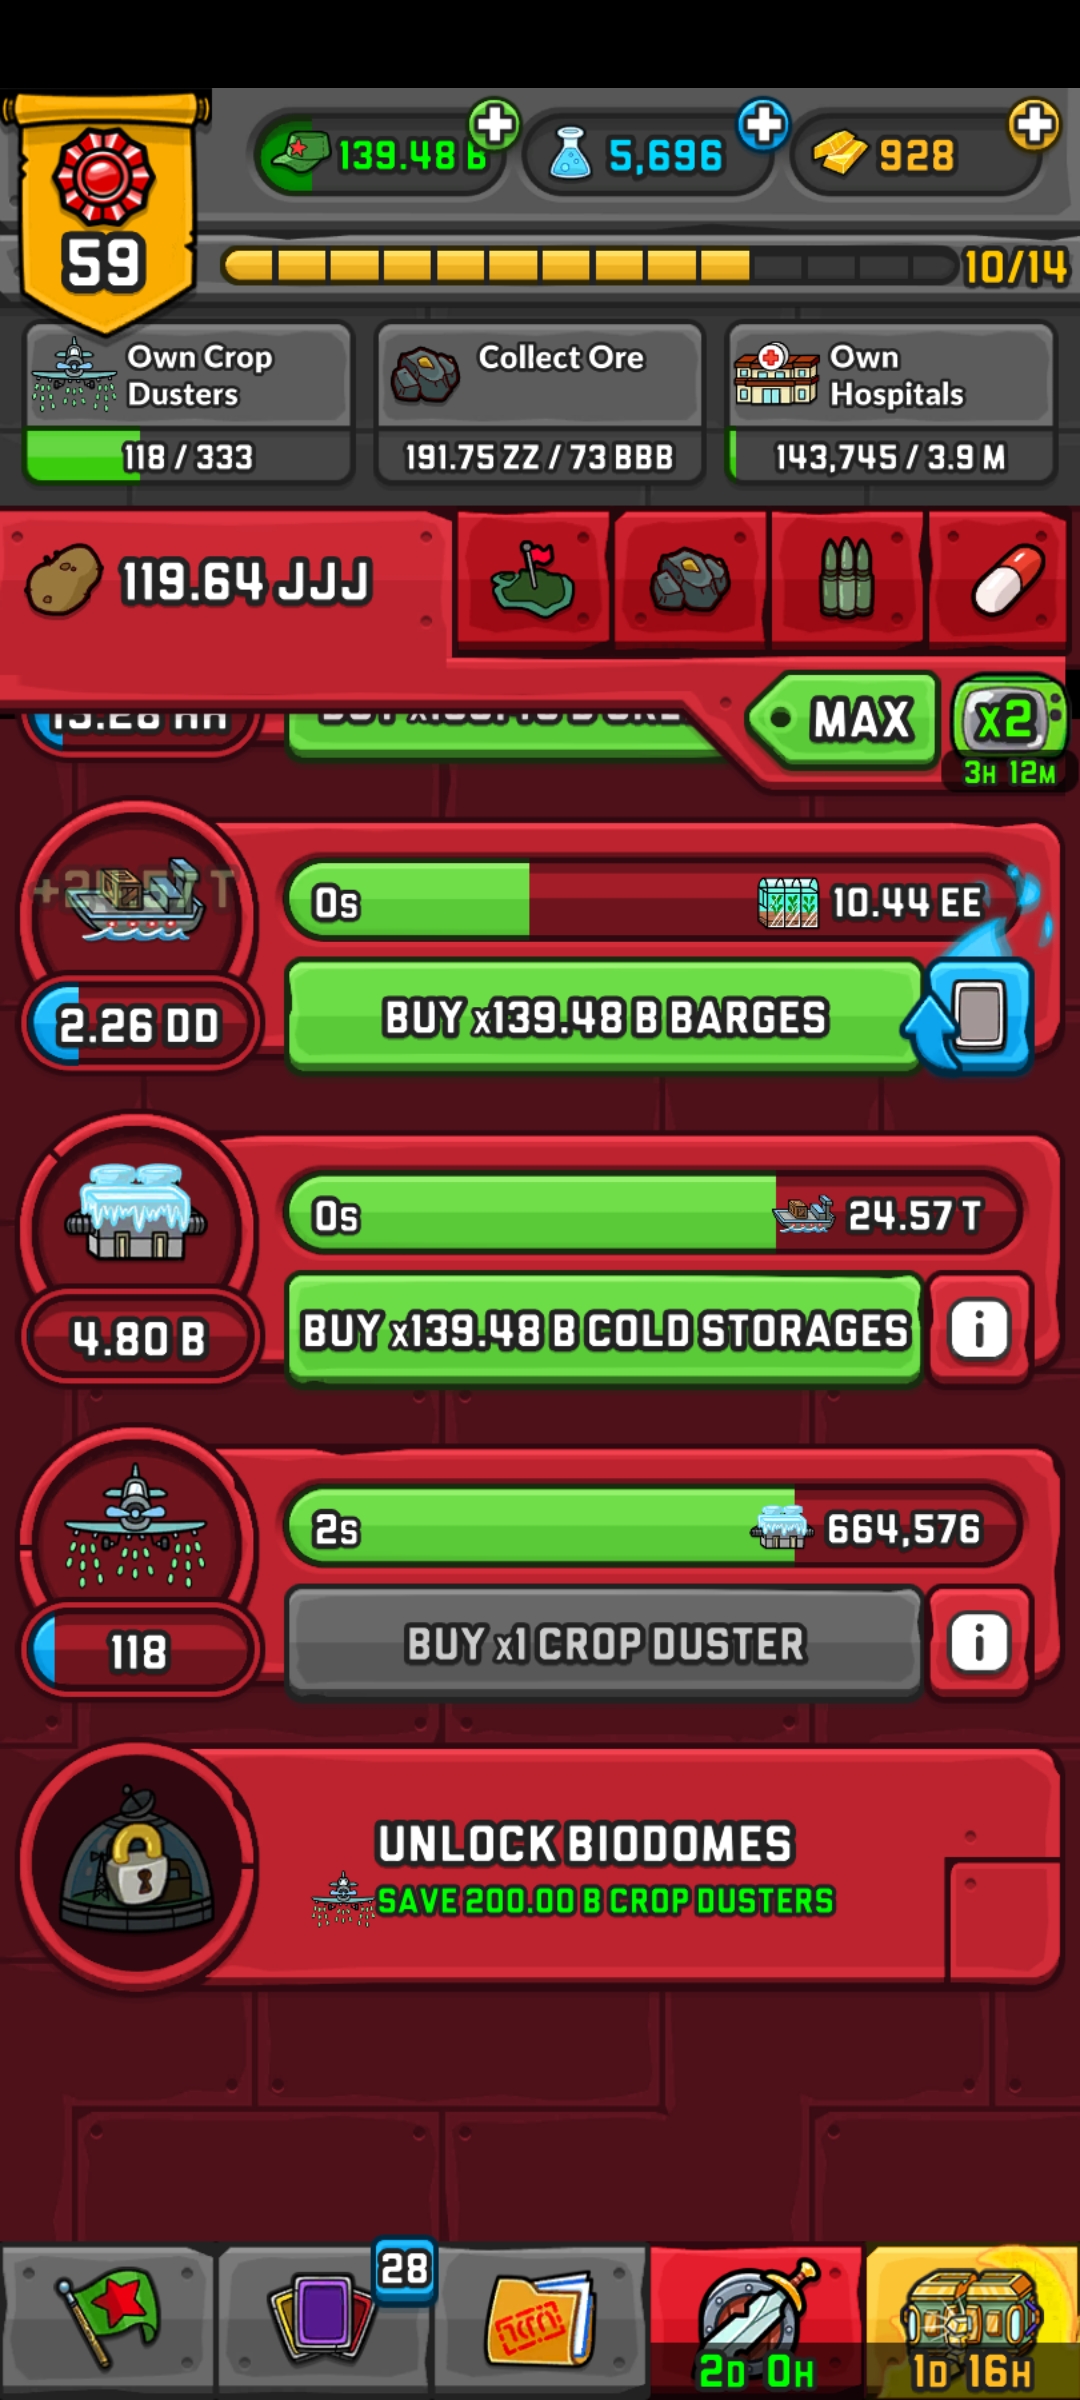 139.48 B
5,696
928
59
10/14
Own Crop
Dusters
118 / 333
Collect Ore
191.75 ZZ / 73 BBB
Own
Hospitals
143,745 / 3.9 M
119.64 JJJ
MAX
x2
3H 12M
0s
10.44 EE
2.26 DD
BUY x139.48 B BARGES
0s
24.57 T
4.80 B
BUY x139.48 B COLD STORAGES
i
2s
664,576
118
BUY x1 CROP DUSTER
i
UNLOCK BIODOMES
SAVE 200.00 B CROP DUSTERS
28
2D 0H
1D 16H